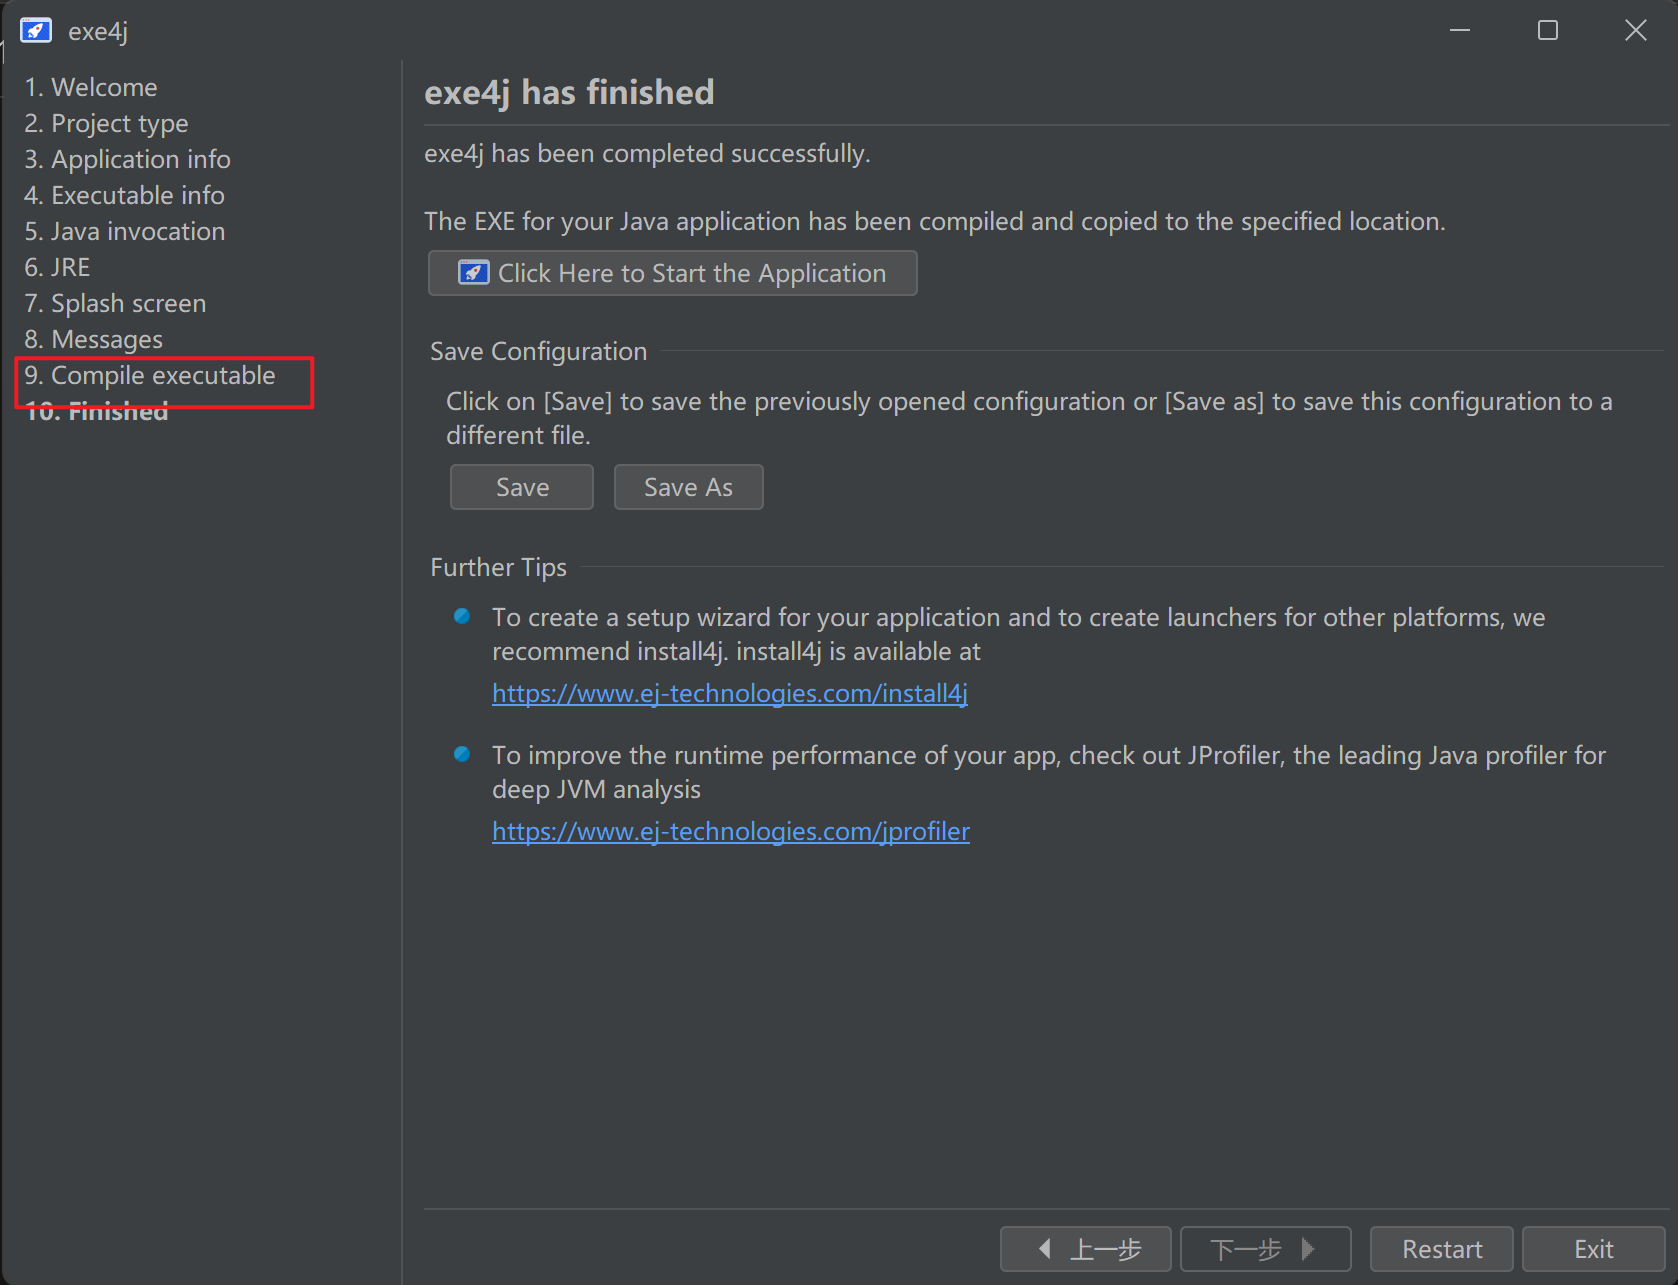 exe4j
1. Welcome
2. Project type
3. Application info
4. Executable info
5. Java invocation
6. JRE
7. Splash screen
8. Messages
9. Compile executable
10. Finished
exe4j has finished
exe4j has been completed successfully.
The EXE for your Java application has been compiled and copied to the specified location.
Click Here to Start the Application
Save Configuration
Click on [Save] to save the previously opened configuration or [Save as] to save this configuration to a
different file.
Save
Save As
Further Tips
To create a setup wizard for your application and to create launchers for other platforms, we
recommend install4j. install4j is available at
https://www.ej-technologies.com/install4j
To improve the runtime performance of your app, check out JProfiler, the leading Java profiler for
deep JVM analysis
https://www.ej-technologies.com/jprofiler
上一步
下一步
Restart
Exit